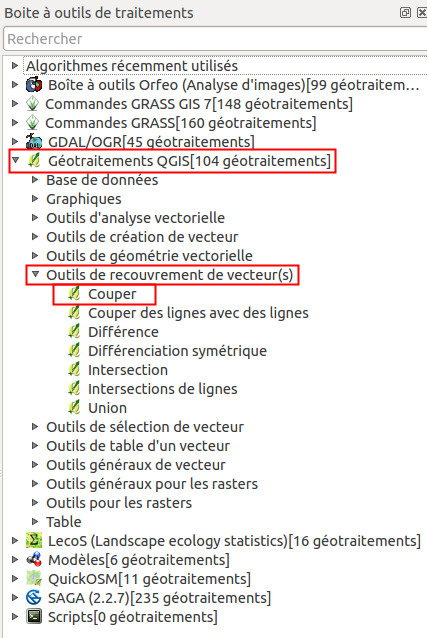 Boite à outils de traitements
Rechercher
Algorithmes récemment utilisés
Boîte à outils Orfeo (Analyse d'images)[99 géotraitem...
Commandes GRASS GIS 7[148 géotraitements]
Commandes GRASS[160 géotraitements]
GDAL/OGR[45 géotraitements]
Géotraitements QGIS[104 géotraitements]
Base de données
Graphiques
Outils d'analyse vectorielle
Outils de création de vecteur
Outils de géométrie vectorielle
Outils de recouvrement de vecteur(s)
Couper
Couper des lignes avec des lignes
Différence
Différenciation symétrique
Intersection
Intersections de lignes
Union
Outils de sélection de vecteur
Outils de table d'un vecteur
Outils généraux de vecteur
Outils généraux pour les rasters
Outils pour les rasters
Table
LecoS (Landscape ecology statistics)[16 géotraitements]
Modèles[6 géotraitements]
QuickOSM[11 géotraitements]
SAGA (2.2.7)[235 géotraitements]
Scripts[0 géotraitements]